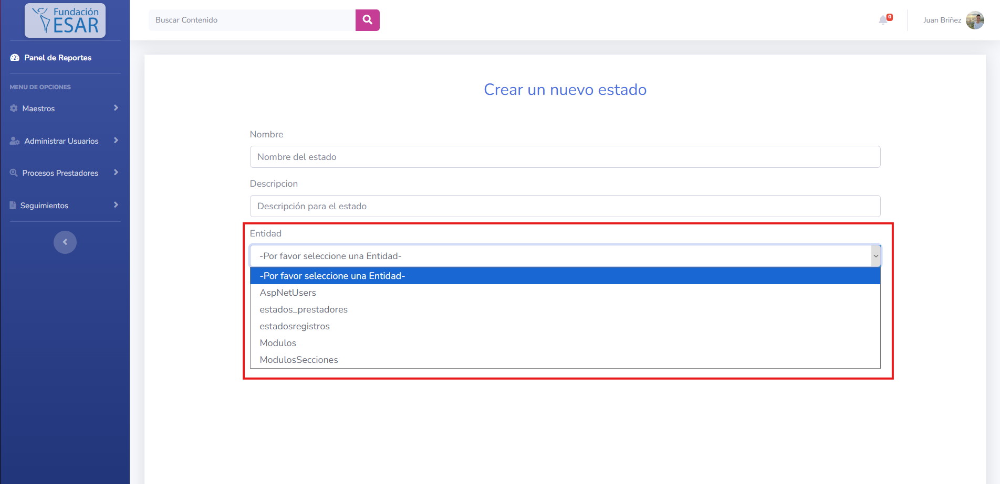 Fundación
ESAR
Buscar Contenido
0
Juan Briñez
Panel de Reportes
MENU DE OPCIONES
Maestros
Administrar Usuarios
Procesos Prestadores
Seguimientos
Crear un nuevo estado
Nombre
Nombre del estado
Descripcion
Descripción para el estado
Entidad
-Por favor seleccione una Entidad-
-Por favor seleccione una Entidad-
AspNetUsers
estados_prestadores
estadosregistros
Modulos
ModulosSecciones